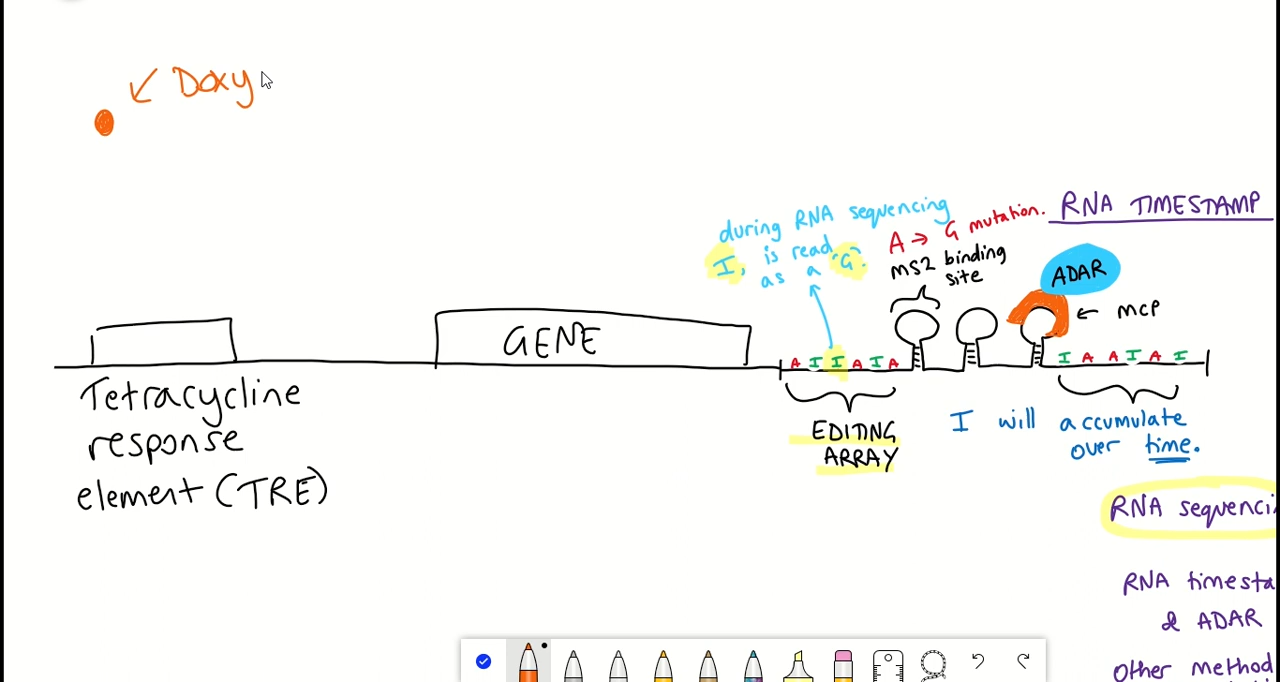 Doxy
RNA TIMESTAMP
during RNA sequencing
I, is read
as a "G".
A → G mutation.
MS2 binding
site
ADAR
← MCP
GENE
A I I A I A
I A A I A I
Tetracycline
response
element (TRE)
EDITING
ARRAY
I will accumulate
over time.
RNA sequenci
RNA timesta
& ADAR
Other method